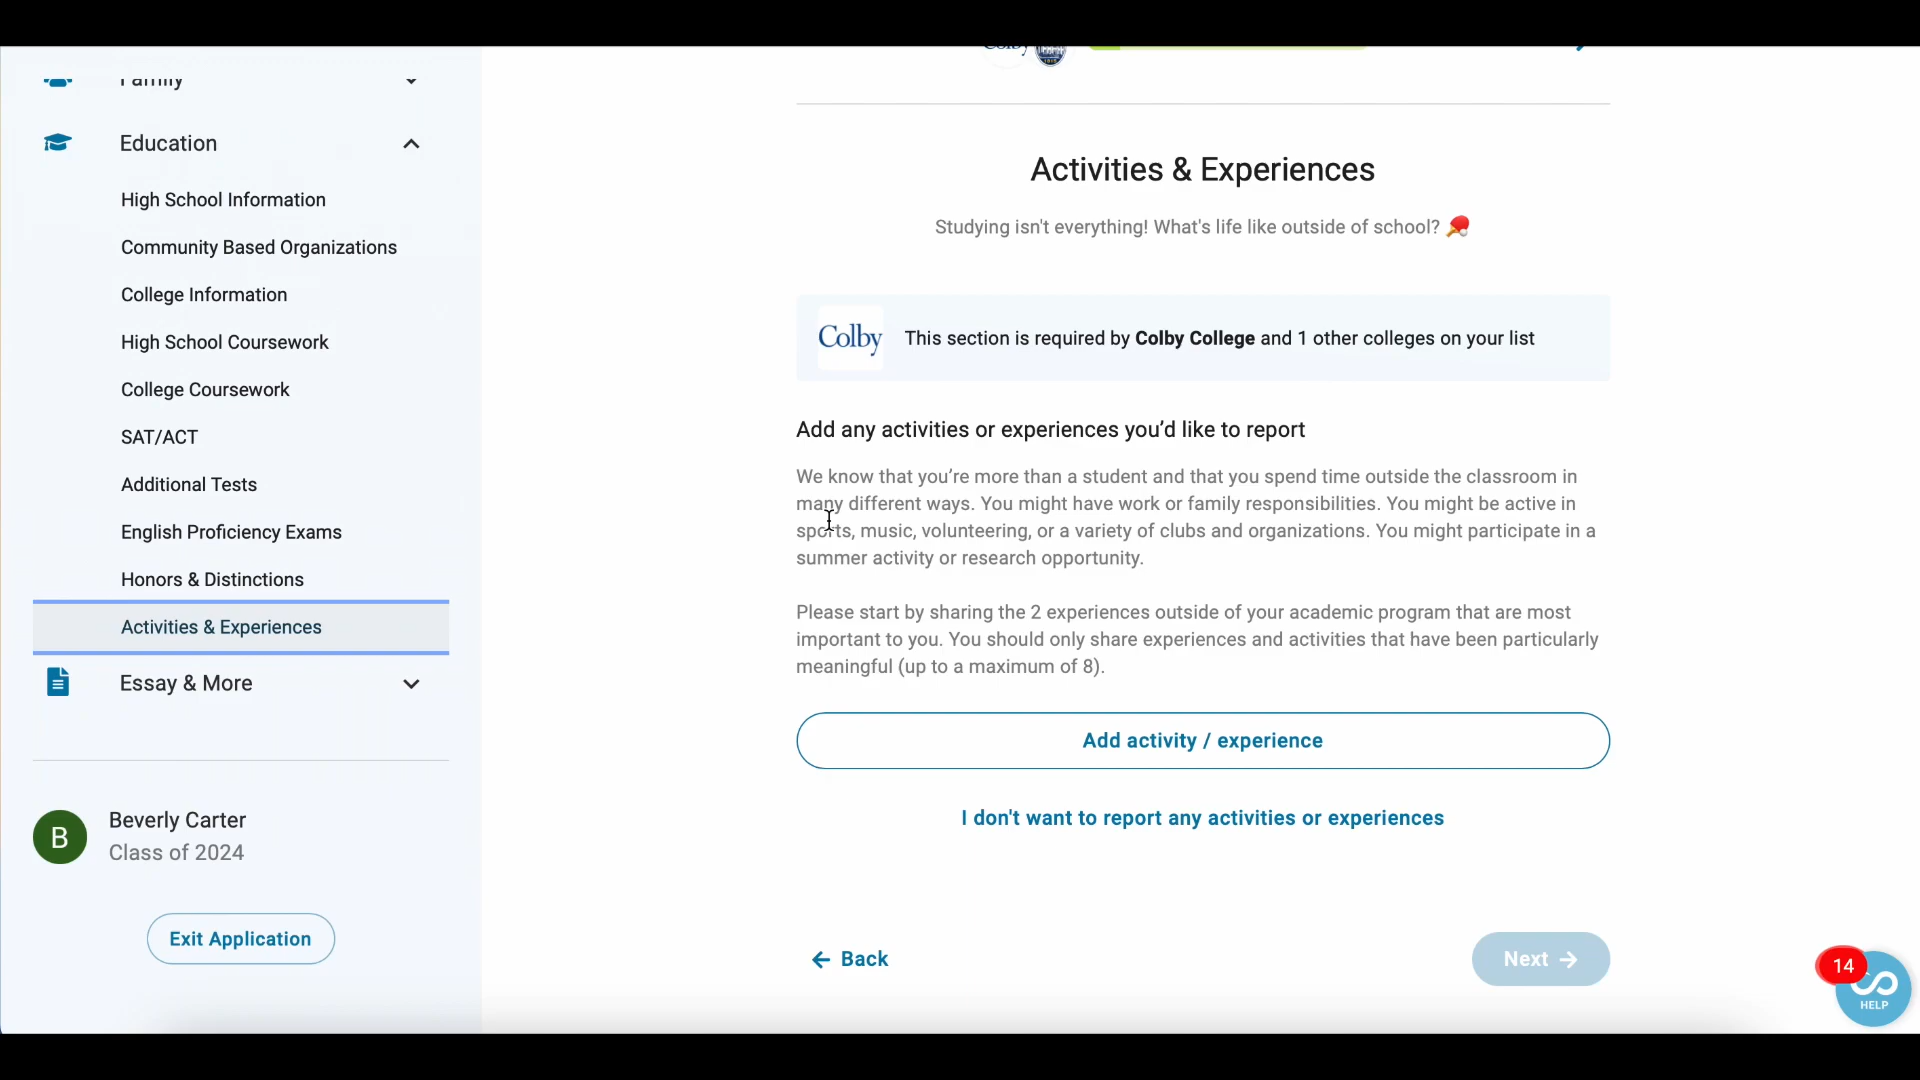 Family
Education
High School Information
Community Based Organizations
College Information
High School Coursework
College Coursework
SAT/ACT
Additional Tests
English Proficiency Exams
Honors & Distinctions
Activities & Experiences
Essay & More
B
Beverly Carter
Class of 2024
Exit Application
Colby
Activities & Experiences
Studying isn't everything! What's life like outside of school?
Colby
This section is required by Colby College and 1 other colleges on your list
Add any activities or experiences you’d like to report
We know that you’re more than a student and that you spend time outside the classroom in
many different ways. You might have work or family responsibilities. You might be active in
sports, music, volunteering, or a variety of clubs and organizations. You might participate in a
summer activity or research opportunity.
Please start by sharing the 2 experiences outside of your academic program that are most
important to you. You should only share experiences and activities that have been particularly
meaningful (up to a maximum of 8).
Add activity / experience
I don't want to report any activities or experiences
Back
Next
14
HELP